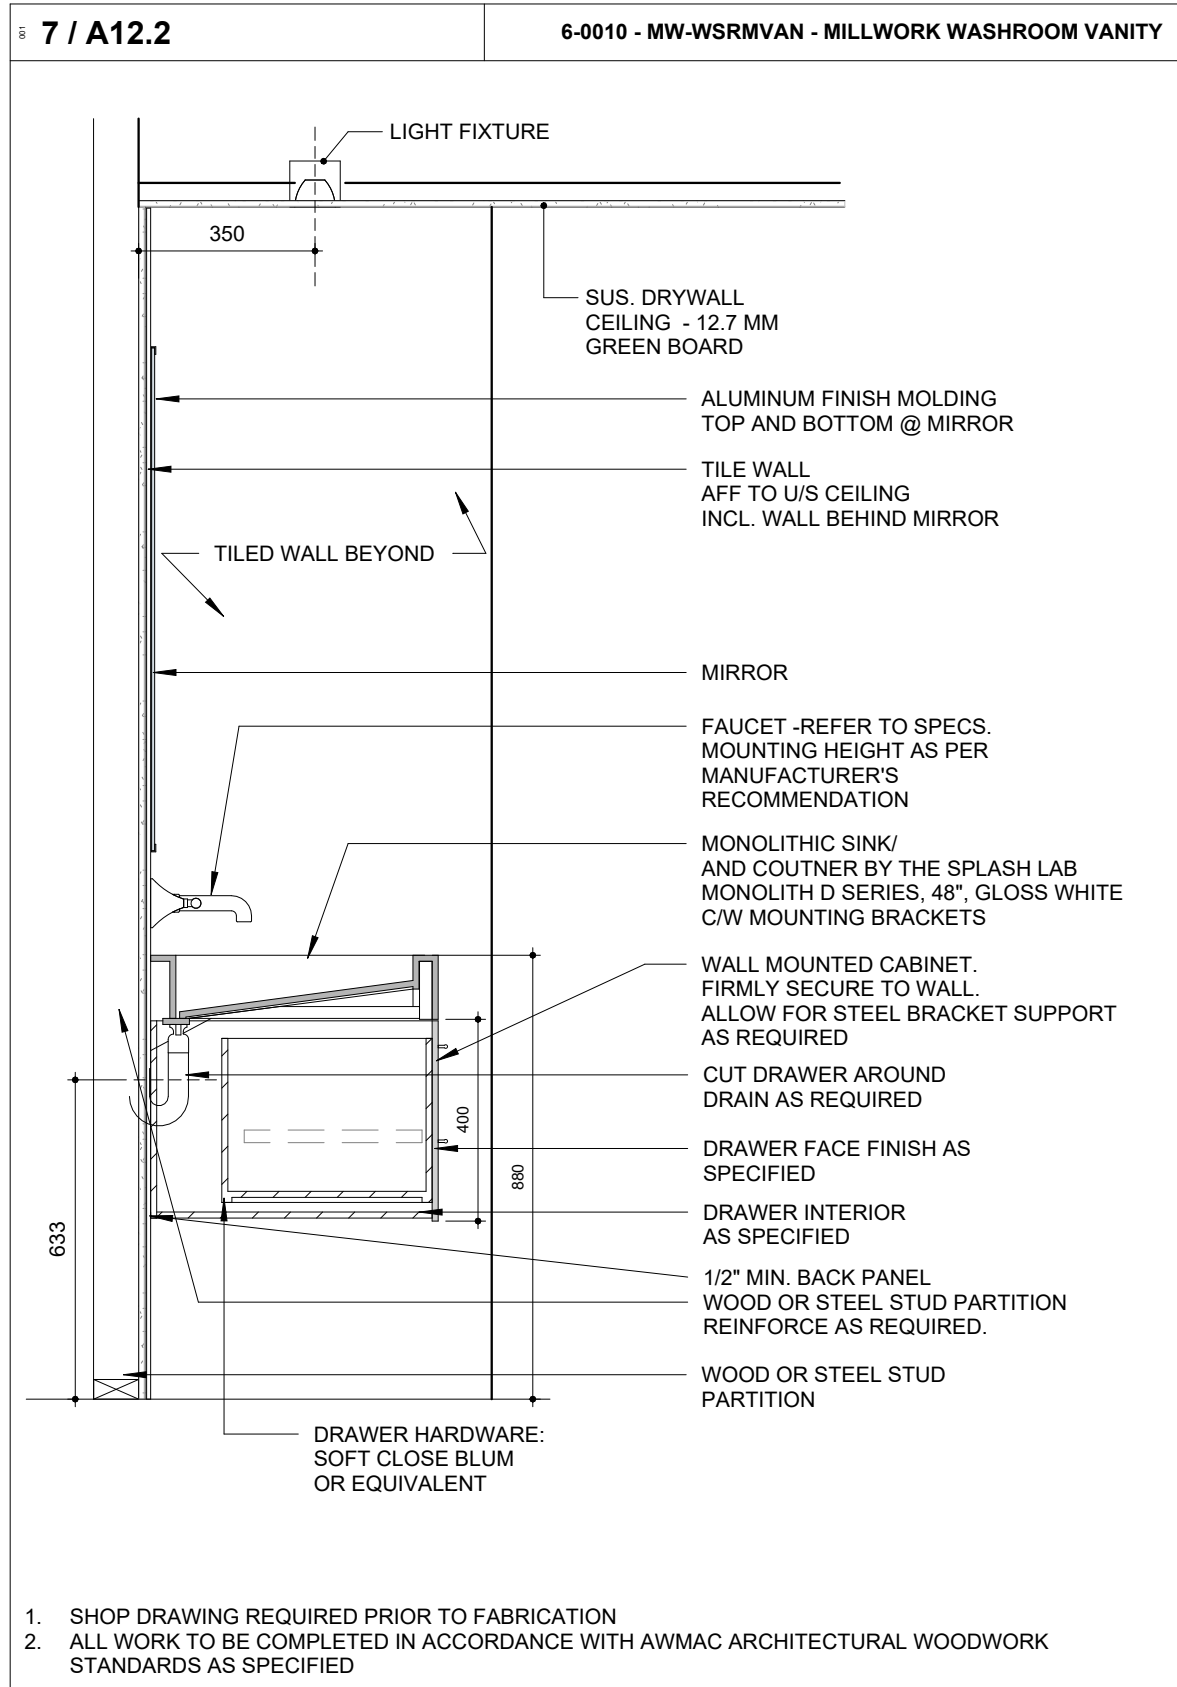 001
7 / A12.2
6-0010 - MW-WSRMVAN - MILLWORK WASHROOM VANITY
LIGHT FIXTURE
350
SUS. DRYWALL
CEILING - 12.7 MM
GREEN BOARD
ALUMINUM FINISH MOLDING
TOP AND BOTTOM @ MIRROR
TILE WALL
AFF TO U/S CEILING
INCL. WALL BEHIND MIRROR
TILED WALL BEYOND
MIRROR
FAUCET -REFER TO SPECS.
MOUNTING HEIGHT AS PER
MANUFACTURER'S
RECOMMENDATION
MONOLITHIC SINK/
AND COUTNER BY THE SPLASH LAB
MONOLITH D SERIES, 48", GLOSS WHITE
C/W MOUNTING BRACKETS
WALL MOUNTED CABINET.
FIRMLY SECURE TO WALL.
ALLOW FOR STEEL BRACKET SUPPORT
AS REQUIRED
CUT DRAWER AROUND
DRAIN AS REQUIRED
400
880
633
DRAWER FACE FINISH AS
SPECIFIED
DRAWER INTERIOR
AS SPECIFIED
1/2" MIN. BACK PANEL
WOOD OR STEEL STUD PARTITION
REINFORCE AS REQUIRED.
WOOD OR STEEL STUD
PARTITION
DRAWER HARDWARE:
SOFT CLOSE BLUM
OR EQUIVALENT
1. SHOP DRAWING REQUIRED PRIOR TO FABRICATION
2. ALL WORK TO BE COMPLETED IN ACCORDANCE WITH AWMAC ARCHITECTURAL WOODWORK
STANDARDS AS SPECIFIED